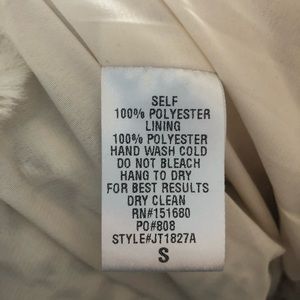 SELF
100% POLYESTER
LINING
100% POLYESTER
HAND WASH COLD
DO NOT BLEACH
HANG TO DRY
FOR BEST RESULTS
DRY CLEAN
RN#151680
PO#808
STYLE#JT1827A
S